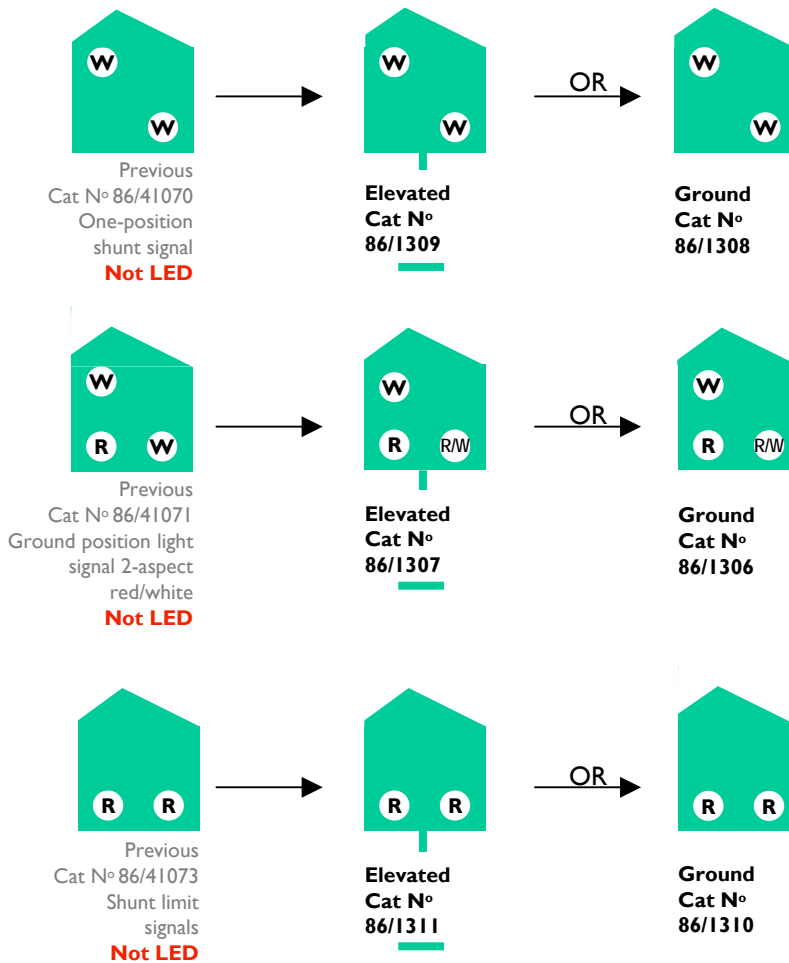 W
W
Previous
Cat Nº 86/41070
One-position
shunt signal
Not LED
W
W
Elevated
Cat Nº
86/1309
OR
W
W
Ground
Cat Nº
86/1308
W
R W
Previous
Cat Nº 86/41071
Ground position light
signal 2-aspect
red/white
Not LED
W
R R/W
Elevated
Cat Nº
86/1307
OR
W
R R/W
Ground
Cat Nº
86/1306
R R
Previous
Cat Nº 86/41073
Shunt limit
signals
Not LED
R R
Elevated
Cat Nº
86/1311
OR
R R
Ground
Cat Nº
86/1310